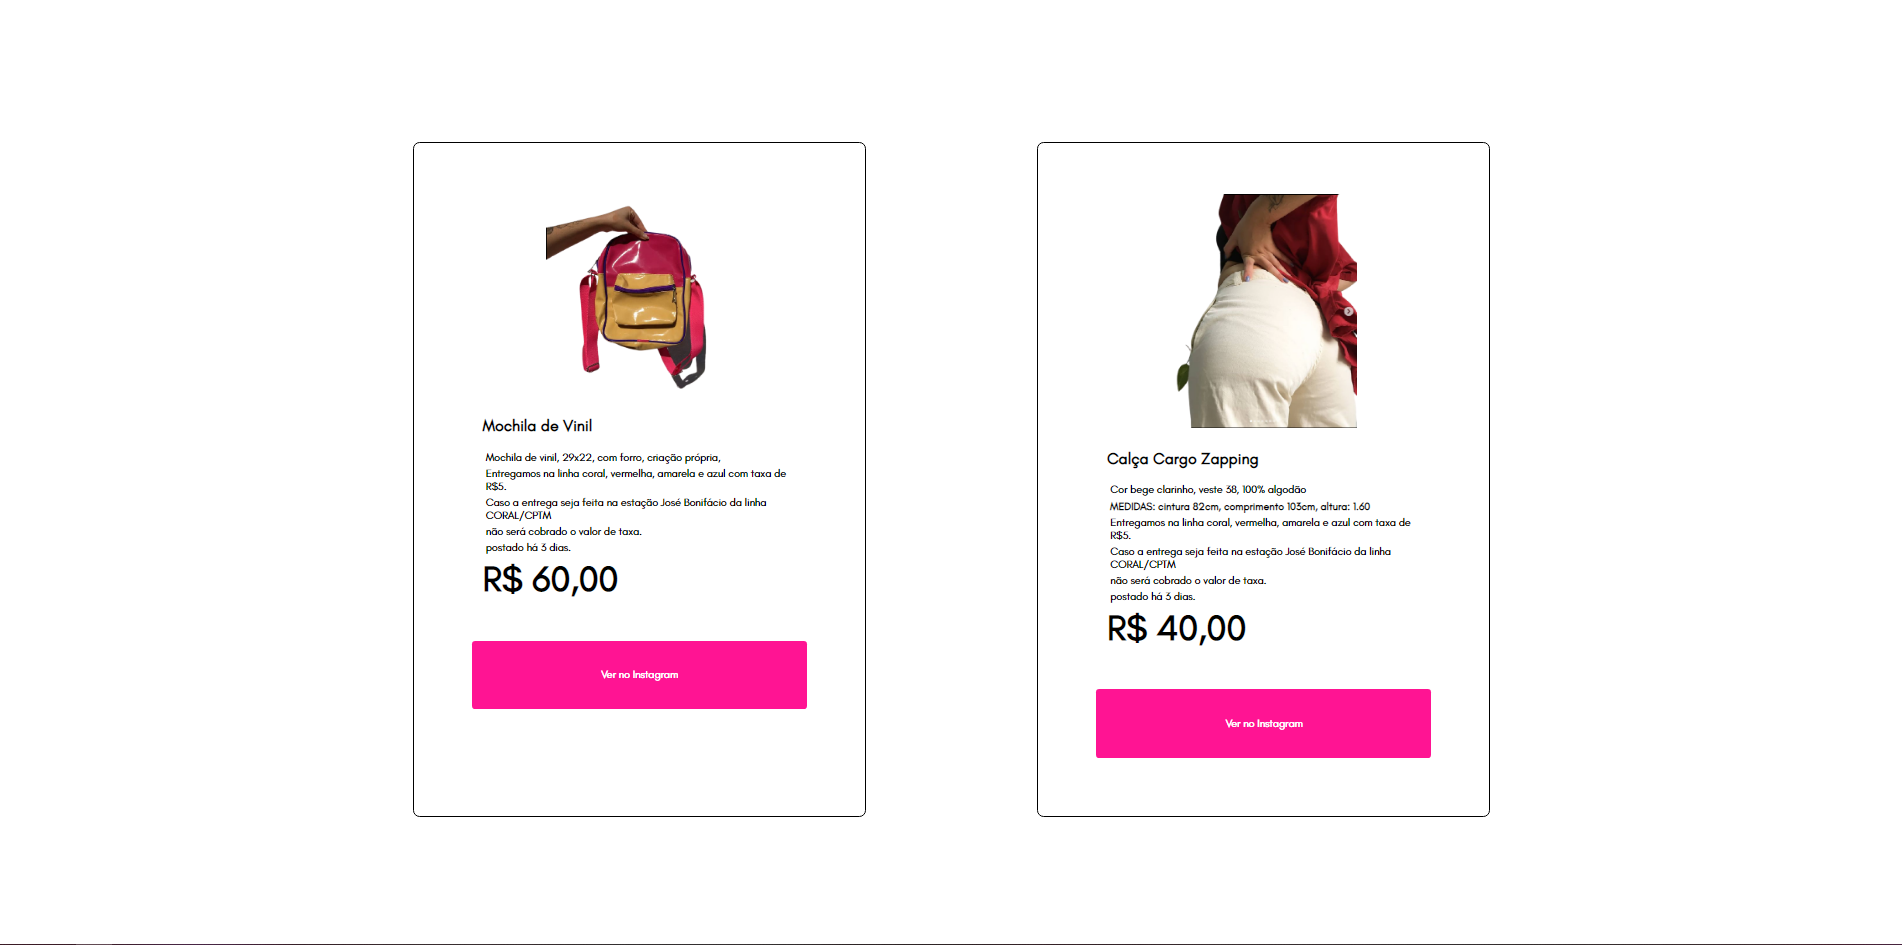 Mochila de Vinil
Mochila de vinil, 29x22, com forro, criação própria,
Entregamos na linha coral, vermelha, amarela e azul com taxa de
R$5.
Caso a entrega seja feita na estação José Bonifácio da linha
CORAL/CPTM
não será cobrado o valor de taxa.
postado há 3 dias.
R$ 60,00
Ver no Instagram
Calça Cargo Zapping
Cor bege clarinho, veste 38, 100% algodão
MEDIDAS: cintura 82cm, comprimento 103cm, altura: 1.60
Entregamos na linha coral, vermelha, amarela e azul com taxa de
R$5.
Caso a entrega seja feita na estação José Bonifácio da linha
CORAL/CPTM
não será cobrado o valor de taxa.
postado há 3 dias.
R$ 40,00
Ver no Instagram